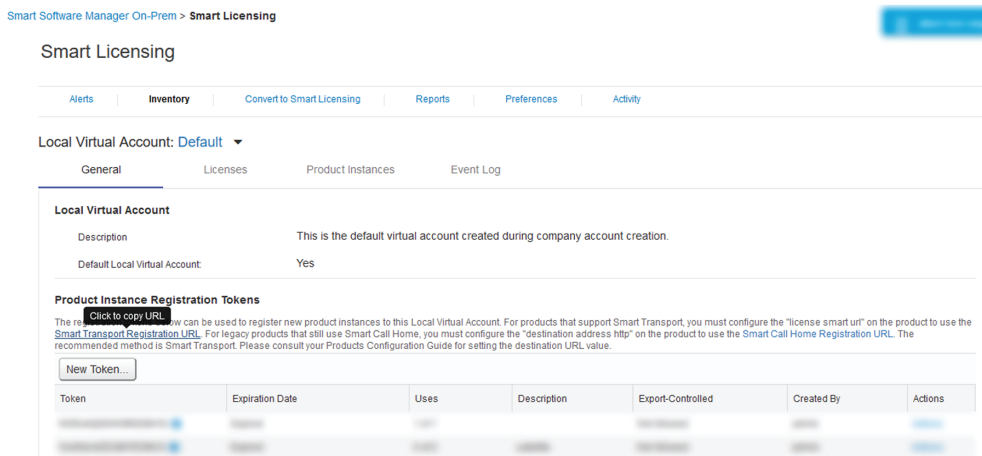 Smart Software Manager On-Prem > Smart Licensing
Smart Licensing
Alerts Inventory Convert to Smart Licensing Reports Preferences Activity
Local Virtual Account: Default
General Licenses Product Instances Event Log
Local Virtual Account
Description This is the default virtual account created during company account creation.
Default Local Virtual Account: Yes
Product Instance Registration Tokens
Click to copy URL
The can be used to register new product instances to this Local Virtual Account. For products that support Smart Transport, you must configure the "license smart url" on the product to use the
Smart Transport Registration URL. For legacy products that still use Smart Call Home, you must configure the "destination address http" on the product to use the Smart Call Home Registration URL. The
recommended method is Smart Transport. Please consult your Products Configuration Guide for setting the destination URL value.
New Token...
Token Expiration Date Uses Description Export-Controlled Created By Actions